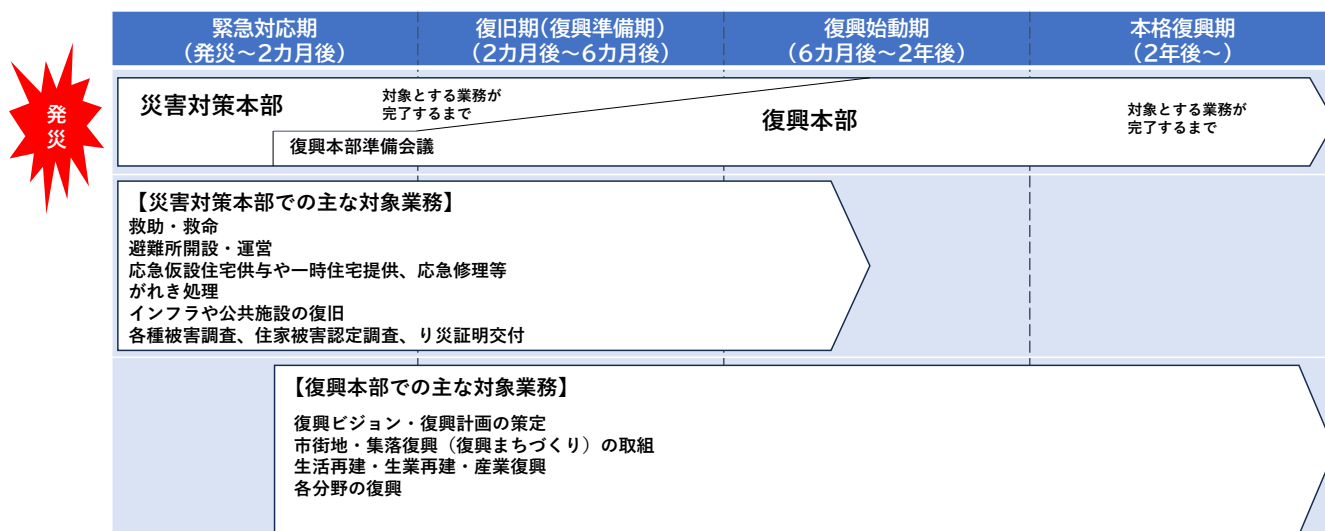 緊急対応期
(発災～2カ月後)
復旧期(復興準備期)
(2カ月後～6カ月後)
復興始動期
(6カ月後～2年後)
本格復興期
(2年後～)
発
災
災害対策本部
対象とする業務が
完了するまで
復興本部準備会議
復興本部
対象とする業務が
完了するまで
【災害対策本部での主な対象業務】
救助・救命
避難所開設・運営
応急仮設住宅供与や一時住宅提供、応急修理等
がれき処理
インフラや公共施設の復旧
各種被害調査、住家被害認定調査、り災証明交付
【復興本部での主な対象業務】
復興ビジョン・復興計画の策定
市街地・集落復興（復興まちづくり）の取組
生活再建・生業再建・産業復興
各分野の復興